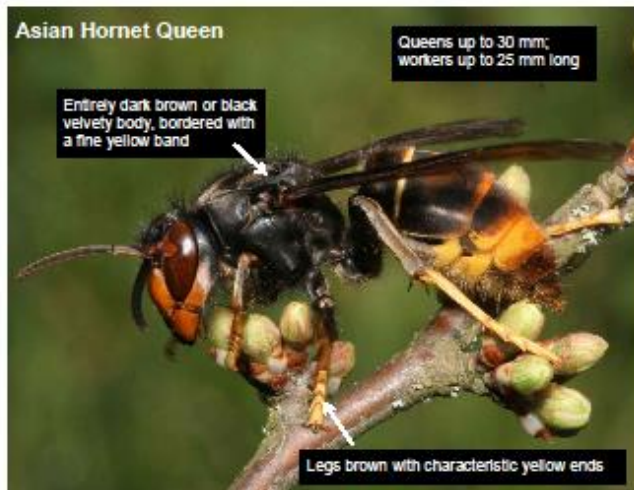 Asian Hornet Queen
Queens up to 30 mm;
workers up to 25 mm long
Entirely dark brown or black
velvety body, bordered with
a fine yellow band
Legs brown with characteristic yellow ends